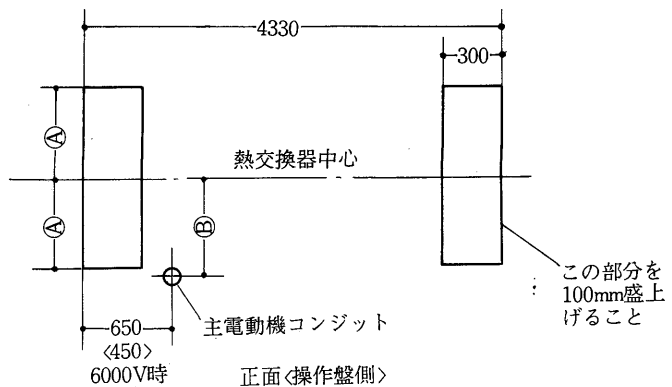 4330
300
Ⓐ
熱交換器中心
Ⓐ
Ⓑ
この部分を
100mm盛上
げること
650
主電動機コンジット
〈450〉
6000V時
正面〈操作盤側〉